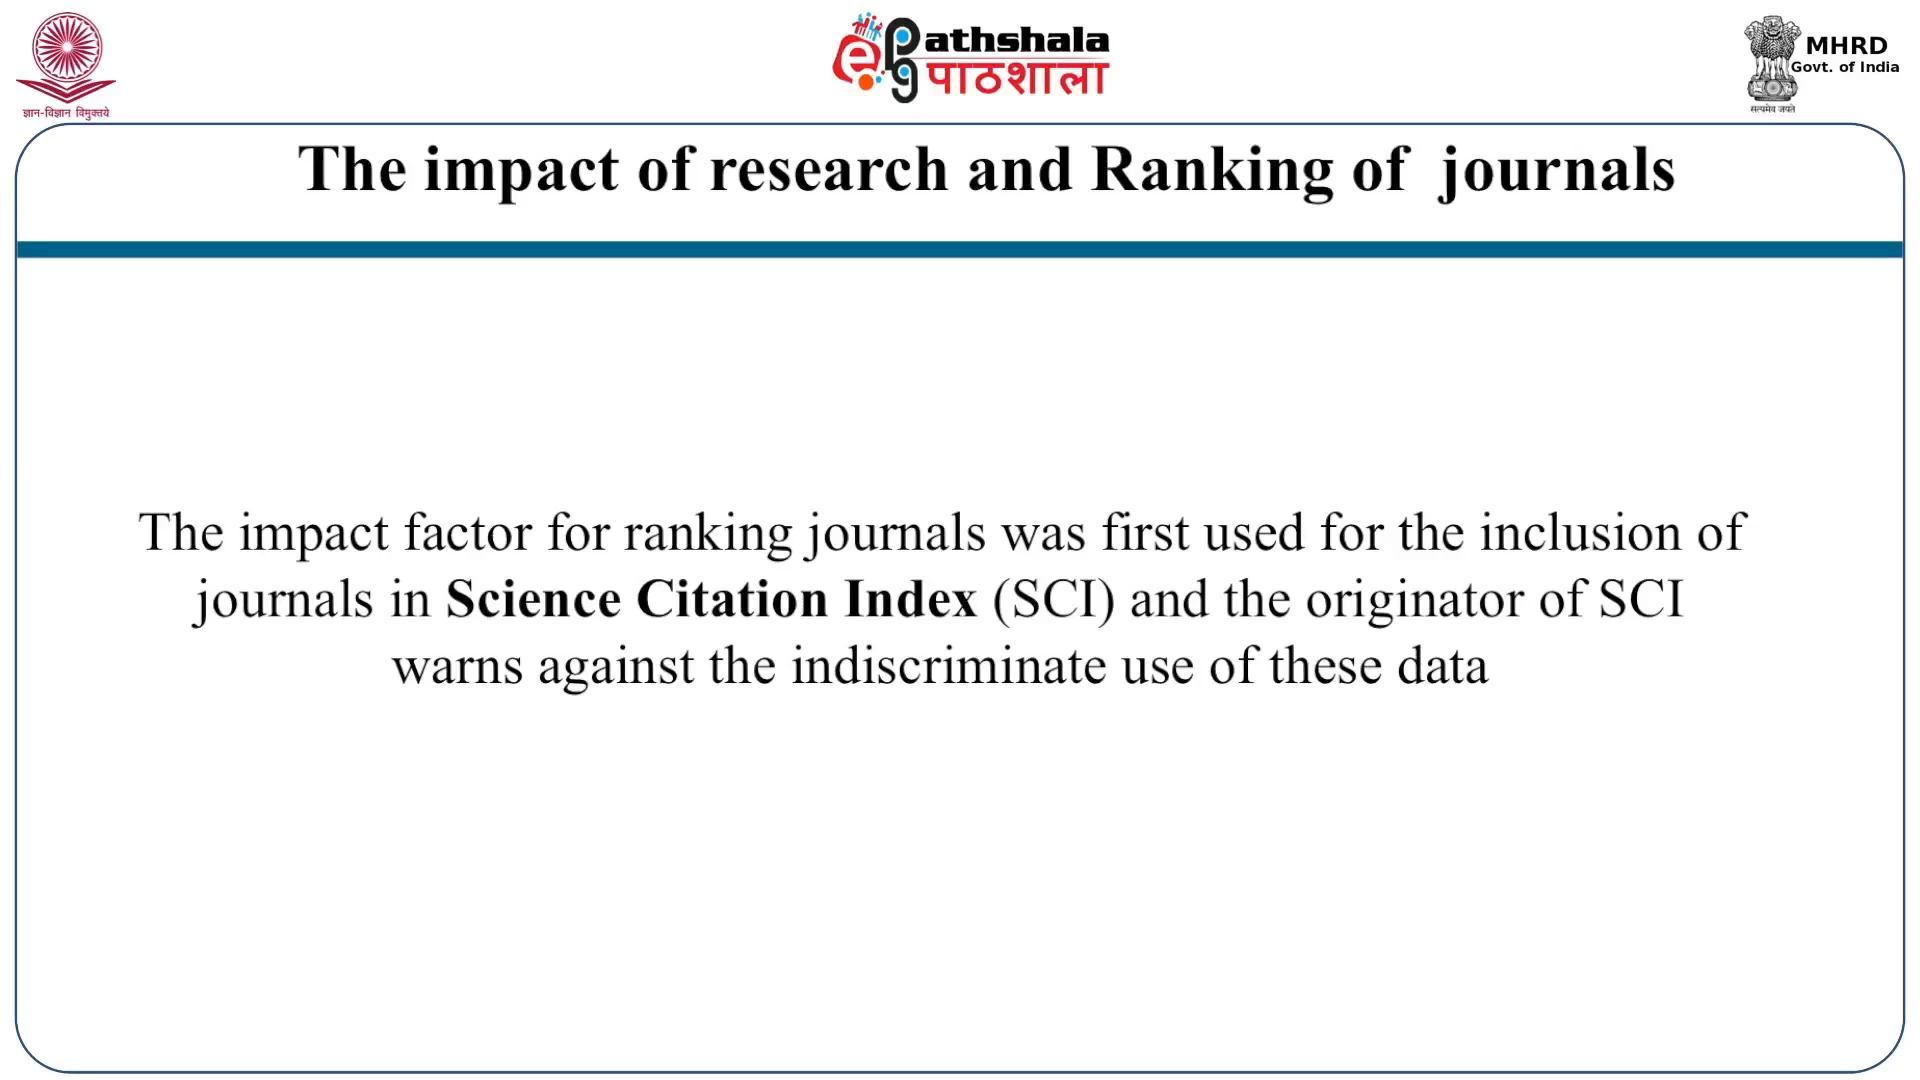 ज्ञान-विज्ञान विमुक्तये
e Pathshala
pg पाठशाला
MHRD
Govt. of India
सत्यमेव जयते
The impact of research and Ranking of journals
The impact factor for ranking journals was first used for the inclusion of
journals in Science Citation Index (SCI) and the originator of SCI
warns against the indiscriminate use of these data